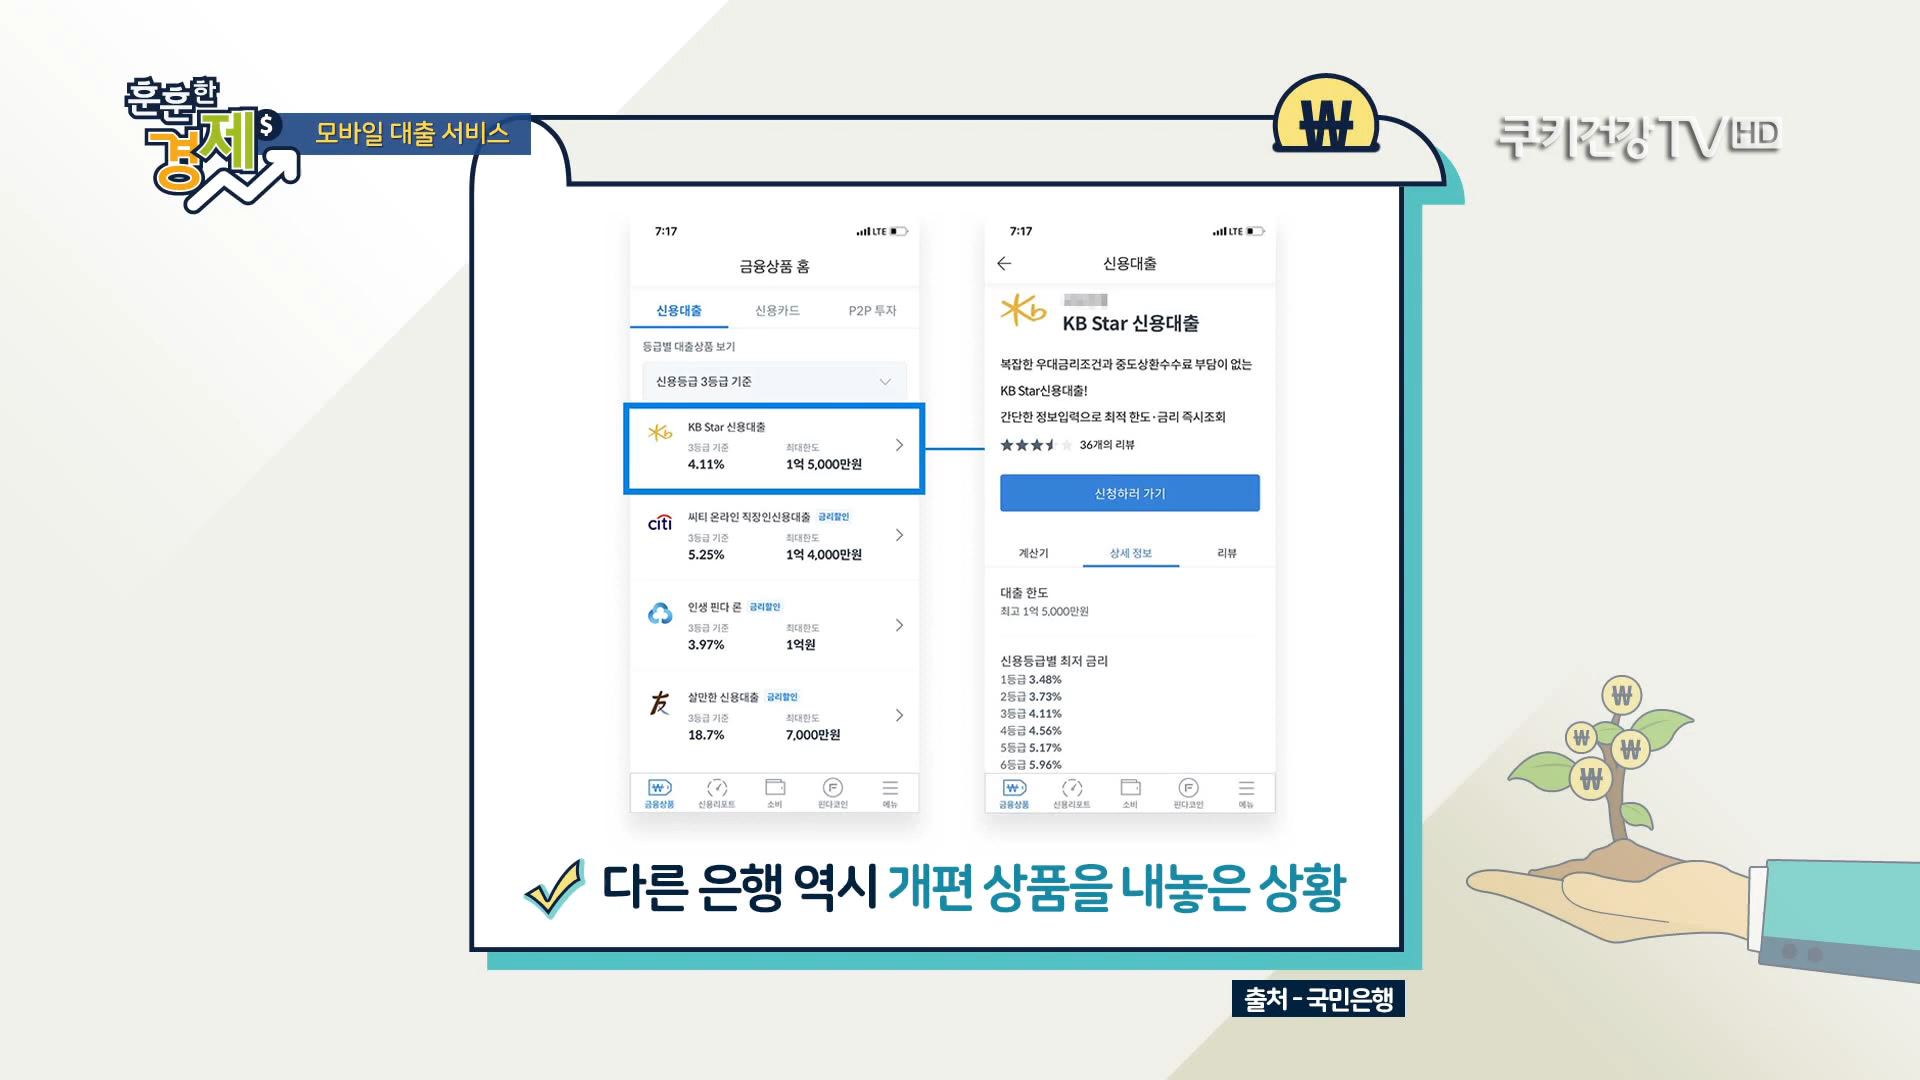 훈훈한
경제
$
모바일 대출 서비스
₩
쿠키건강TV HD
7:17
LTE
금융상품 홈
신용대출
신용카드
P2P 투자
등급별 대출상품 보기
신용등급 3등급 기준
KB Star 신용대출
3등급 기준
최대한도
4.11%
1억 5,000만원
citi
씨티 온라인 직장인신용대출 금리할인
3등급 기준
최대한도
5.25%
1억 4,000만원
인생 핀다 론 금리할인
3등급 기준
최대한도
3.97%
1억원
友
살만한 신용대출 금리할인
3등급 기준
최대한도
18.7%
7,000만원
금융상품
신용리포트
소비
핀다코인
메뉴
7:17
LTE
신용대출
KB Star 신용대출
복잡한 우대금리조건과 중도상환수수료 부담이 없는
KB Star신용대출!
간단한 정보입력으로 최적 한도·금리 즉시조회
36개의 리뷰
신청하러 가기
계산기
상세 정보
리뷰
대출 한도
최고 1억 5,000만원
신용등급별 최저 금리
1등급 3.48%
2등급 3.73%
3등급 4.11%
4등급 4.56%
5등급 5.17%
6등급 5.96%
금융상품
신용리포트
소비
핀다코인
메뉴
다른 은행 역시 개편 상품을 내놓은 상황
출처 - 국민은행
₩
₩
₩
₩